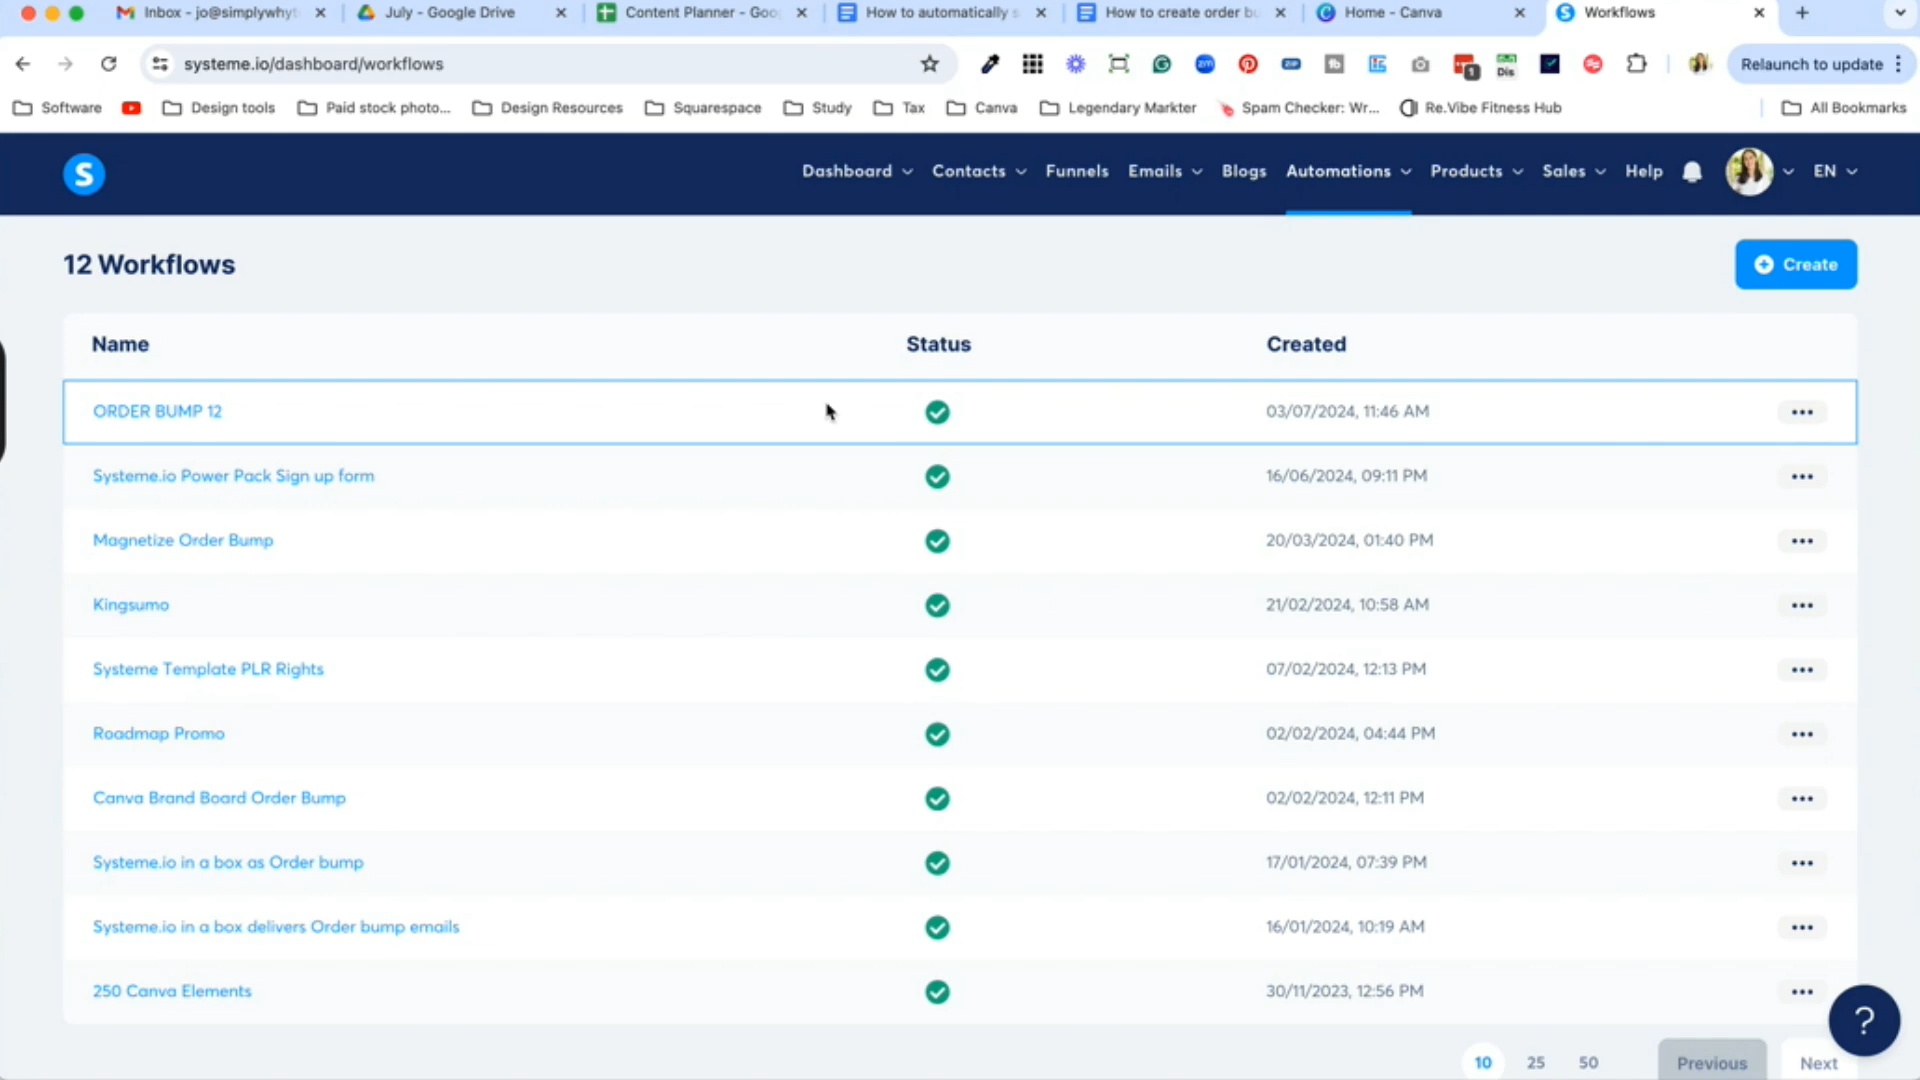 Inbox - jo@simplywhyt
July - Google Drive
Content Planner - Goo
How to automatically s
How to create order bu
Home - Canva
Workflows
systeme.io/dashboard/workflows
1
Dis
Relaunch to update
Software
Design tools
Paid stock photo...
Design Resources
Squarespace
Study
Tax
Canva
Legendary Markter
Spam Checker: Wr...
Re.Vibe Fitness Hub
All Bookmarks
S
Dashboard
Contacts
Funnels
Emails
Blogs
Automations
Products
Sales
Help
EN
12 Workflows
Create
Name Status Created
ORDER BUMP 12 03/07/2024, 11:46 AM
Systeme.io Power Pack Sign up form 16/06/2024, 09:11 PM
Magnetize Order Bump 20/03/2024, 01:40 PM
Kingsumo 21/02/2024, 10:58 AM
Systeme Template PLR Rights 07/02/2024, 12:13 PM
Roadmap Promo 02/02/2024, 04:44 PM
Canva Brand Board Order Bump 02/02/2024, 12:11 PM
Systeme.io in a box as Order bump 17/01/2024, 07:39 PM
Systeme.io in a box delivers Order bump emails 16/01/2024, 10:19 AM
250 Canva Elements 30/11/2023, 12:56 PM
?
10 25 50 Previous Next